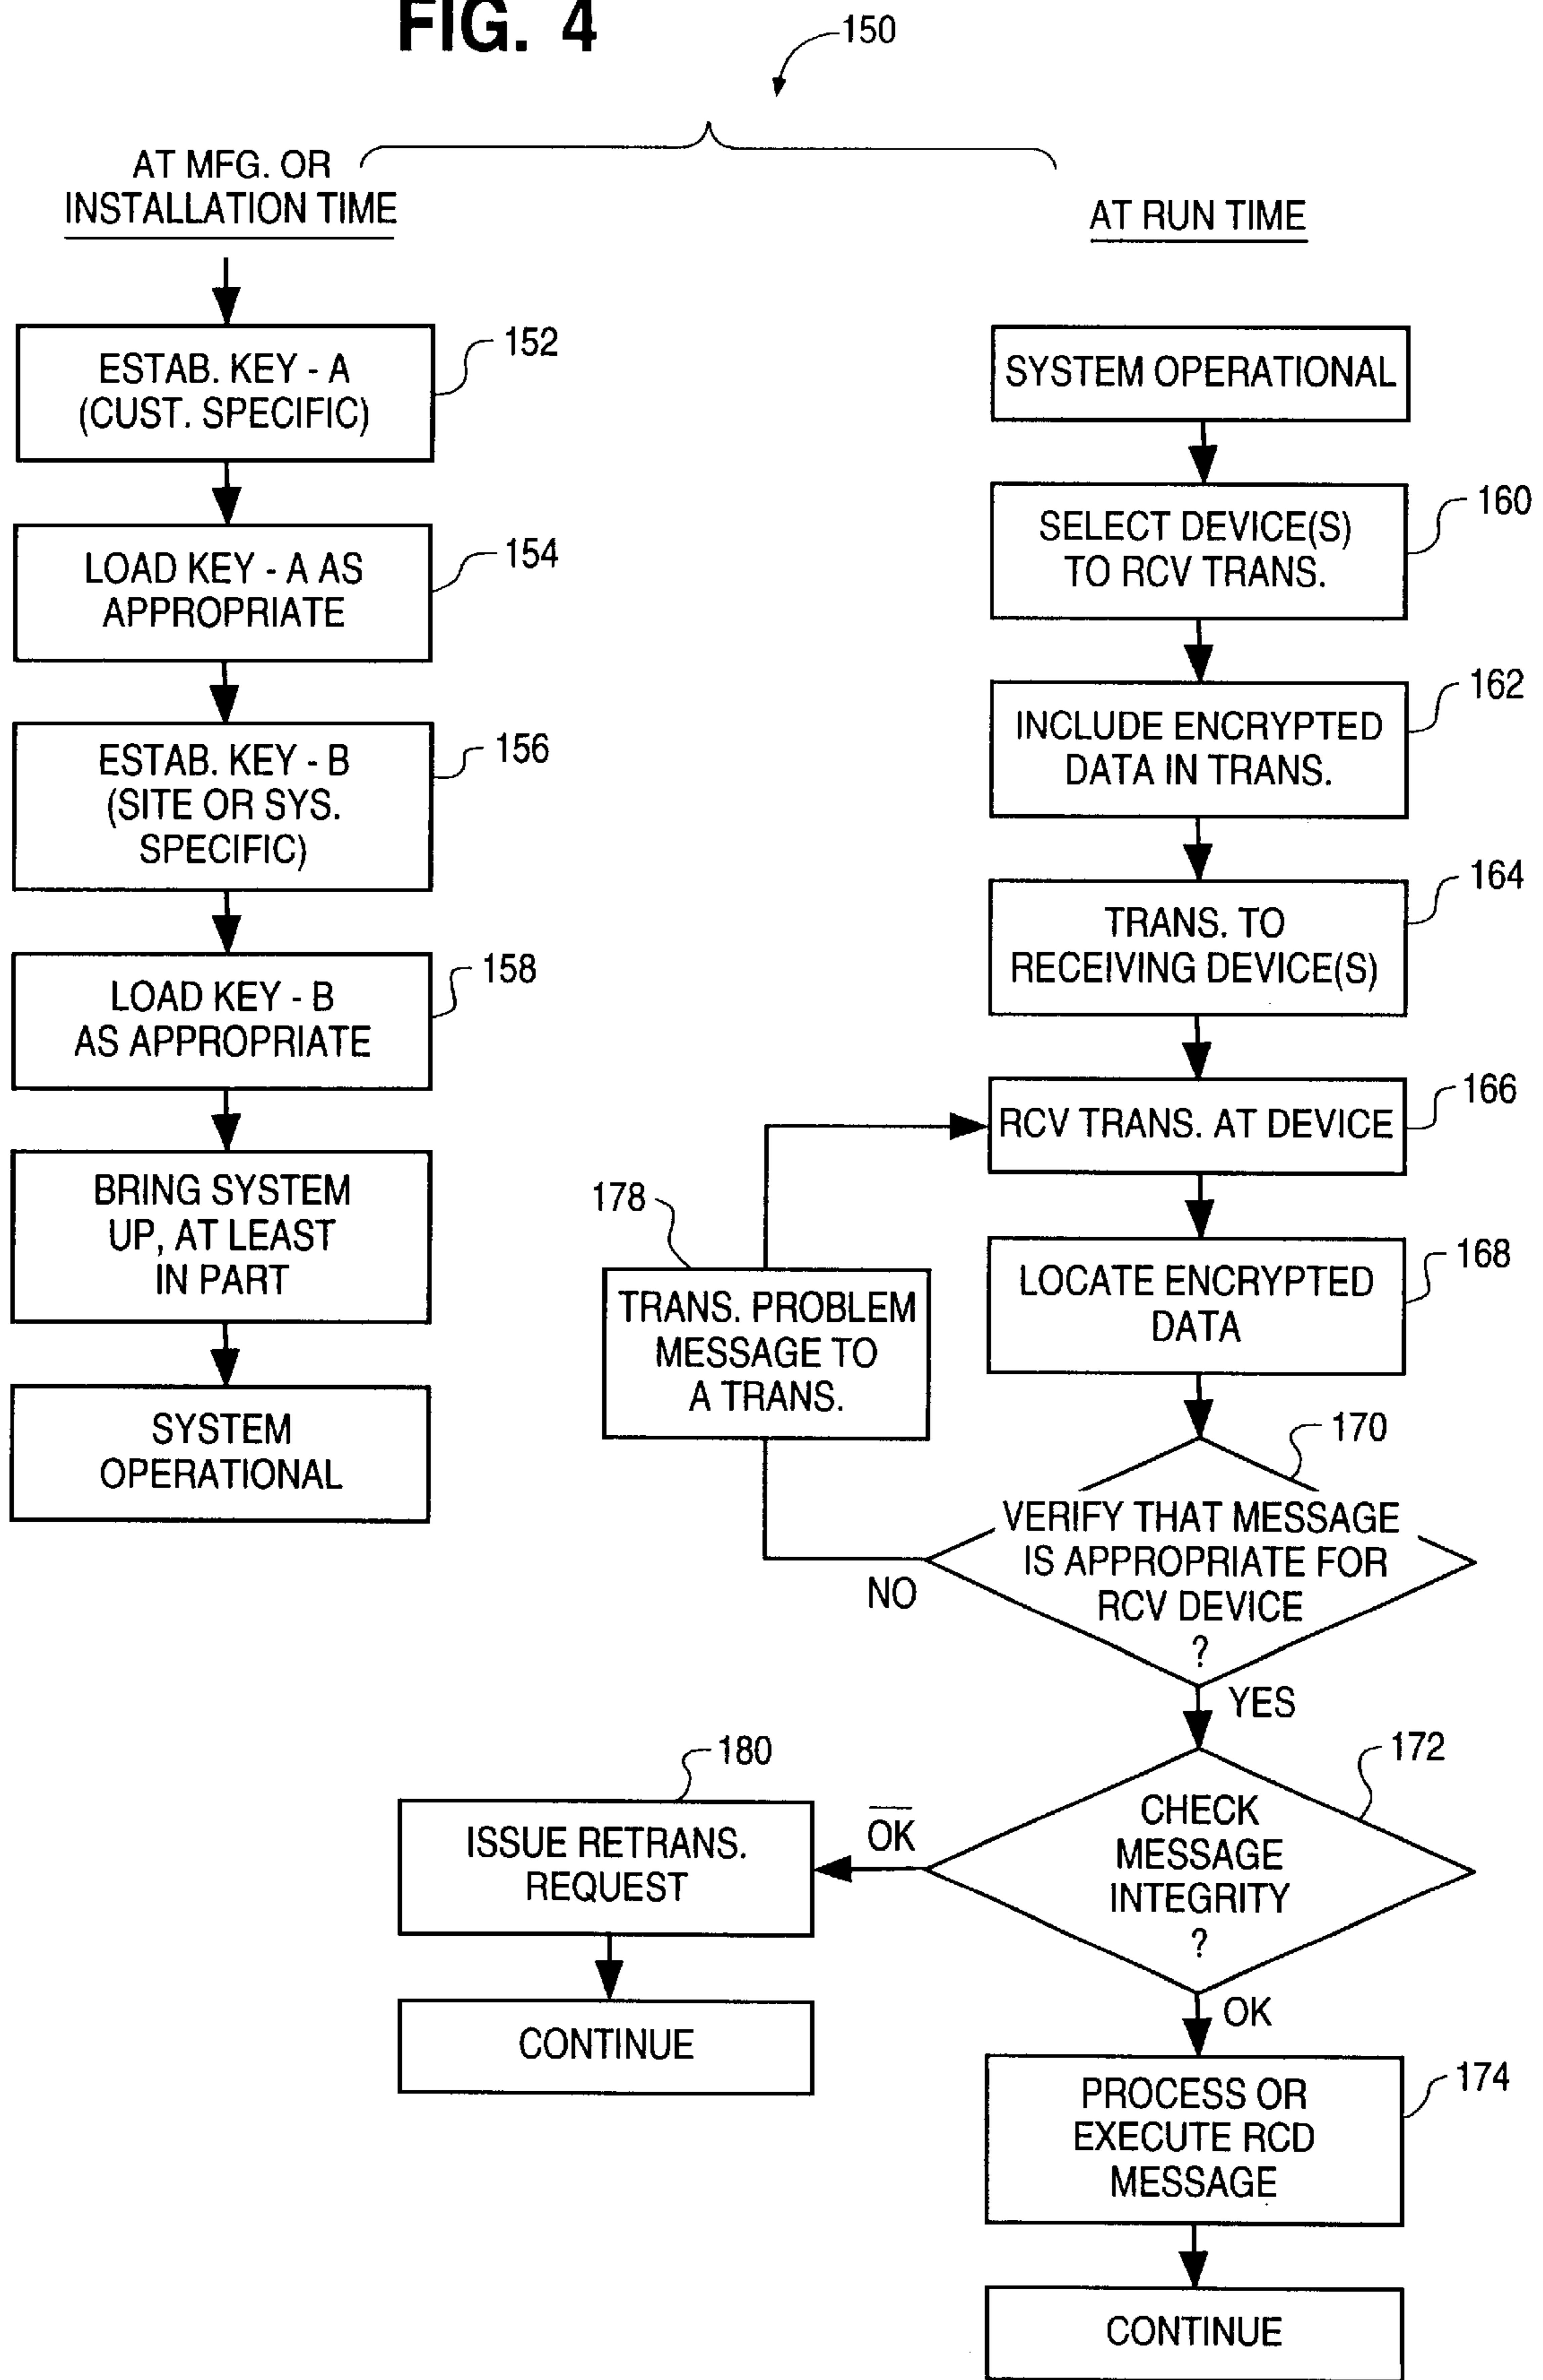 FIG. 4
150
AT MFG. OR
INSTALLATION TIME
ESTAB. KEY - A
(CUST. SPECIFIC)
152
LOAD KEY - A AS
APPROPRIATE
154
ESTAB. KEY - B
(SITE OR SYS.
SPECIFIC)
156
LOAD KEY - B
AS APPROPRIATE
158
BRING SYSTEM
UP, AT LEAST
IN PART
SYSTEM
OPERATIONAL
AT RUN TIME
SYSTEM OPERATIONAL
SELECT DEVICE(S)
TO RCV TRANS.
160
INCLUDE ENCRYPTED
DATA IN TRANS.
162
TRANS. TO
RECEIVING DEVICE(S)
164
RCV TRANS. AT DEVICE
166
LOCATE ENCRYPTED
DATA
168
178
TRANS. PROBLEM
MESSAGE TO
A TRANS.
170
VERIFY THAT MESSAGE
IS APPROPRIATE FOR
RCV DEVICE
?
NO
YES
172
CHECK
MESSAGE
INTEGRITY
?
O̅K̅
180
ISSUE RETRANS.
REQUEST
CONTINUE
OK
PROCESS OR
EXECUTE RCD
MESSAGE
174
CONTINUE